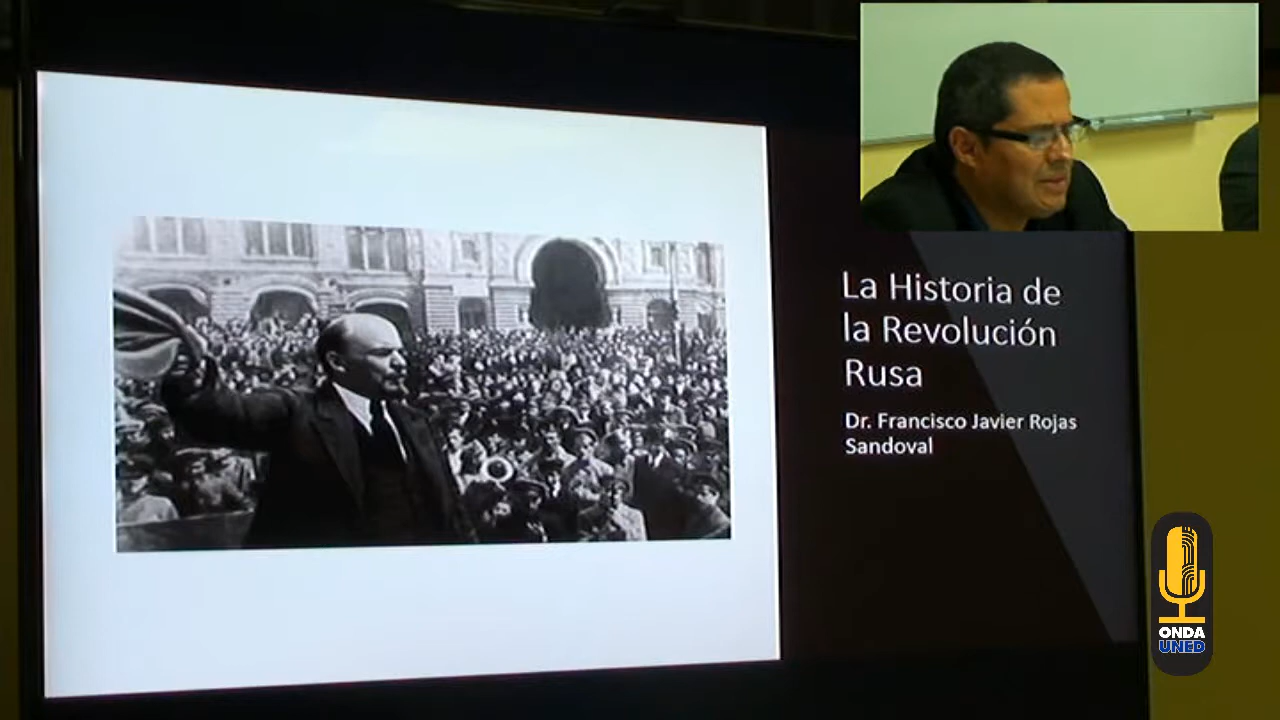 La Historia de
la Revolución
Rusa
Dr. Francisco Javier Rojas
Sandoval
ONDA
UNED